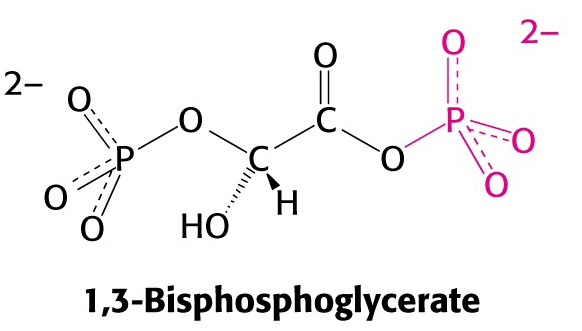 O 2–
O
2– O
O C P
O
P C O
O
O H
O HO
1,3-Bisphosphoglycerate